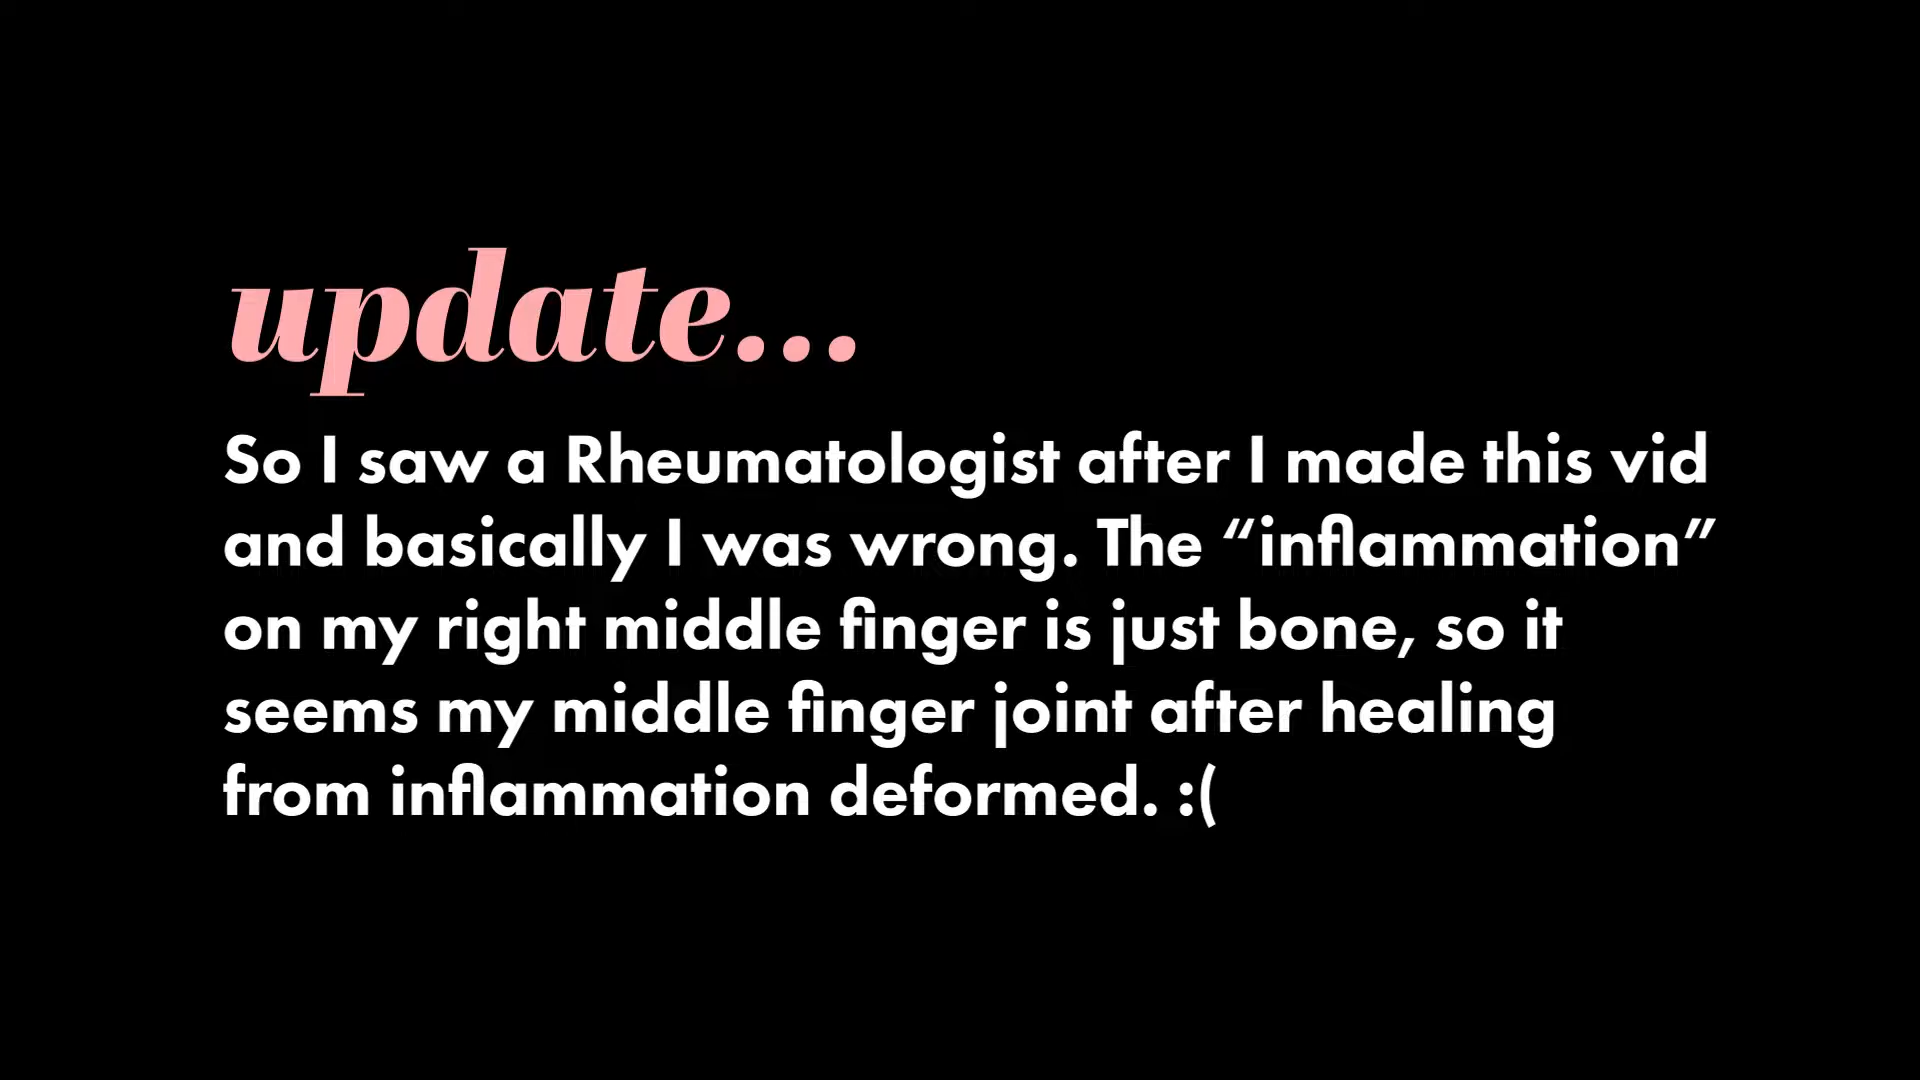 update...
So I saw a Rheumatologist after I made this vid
and basically I was wrong. The “inflammation”
on my right middle finger is just bone, so it
seems my middle finger joint after healing
from inflammation deformed. :(